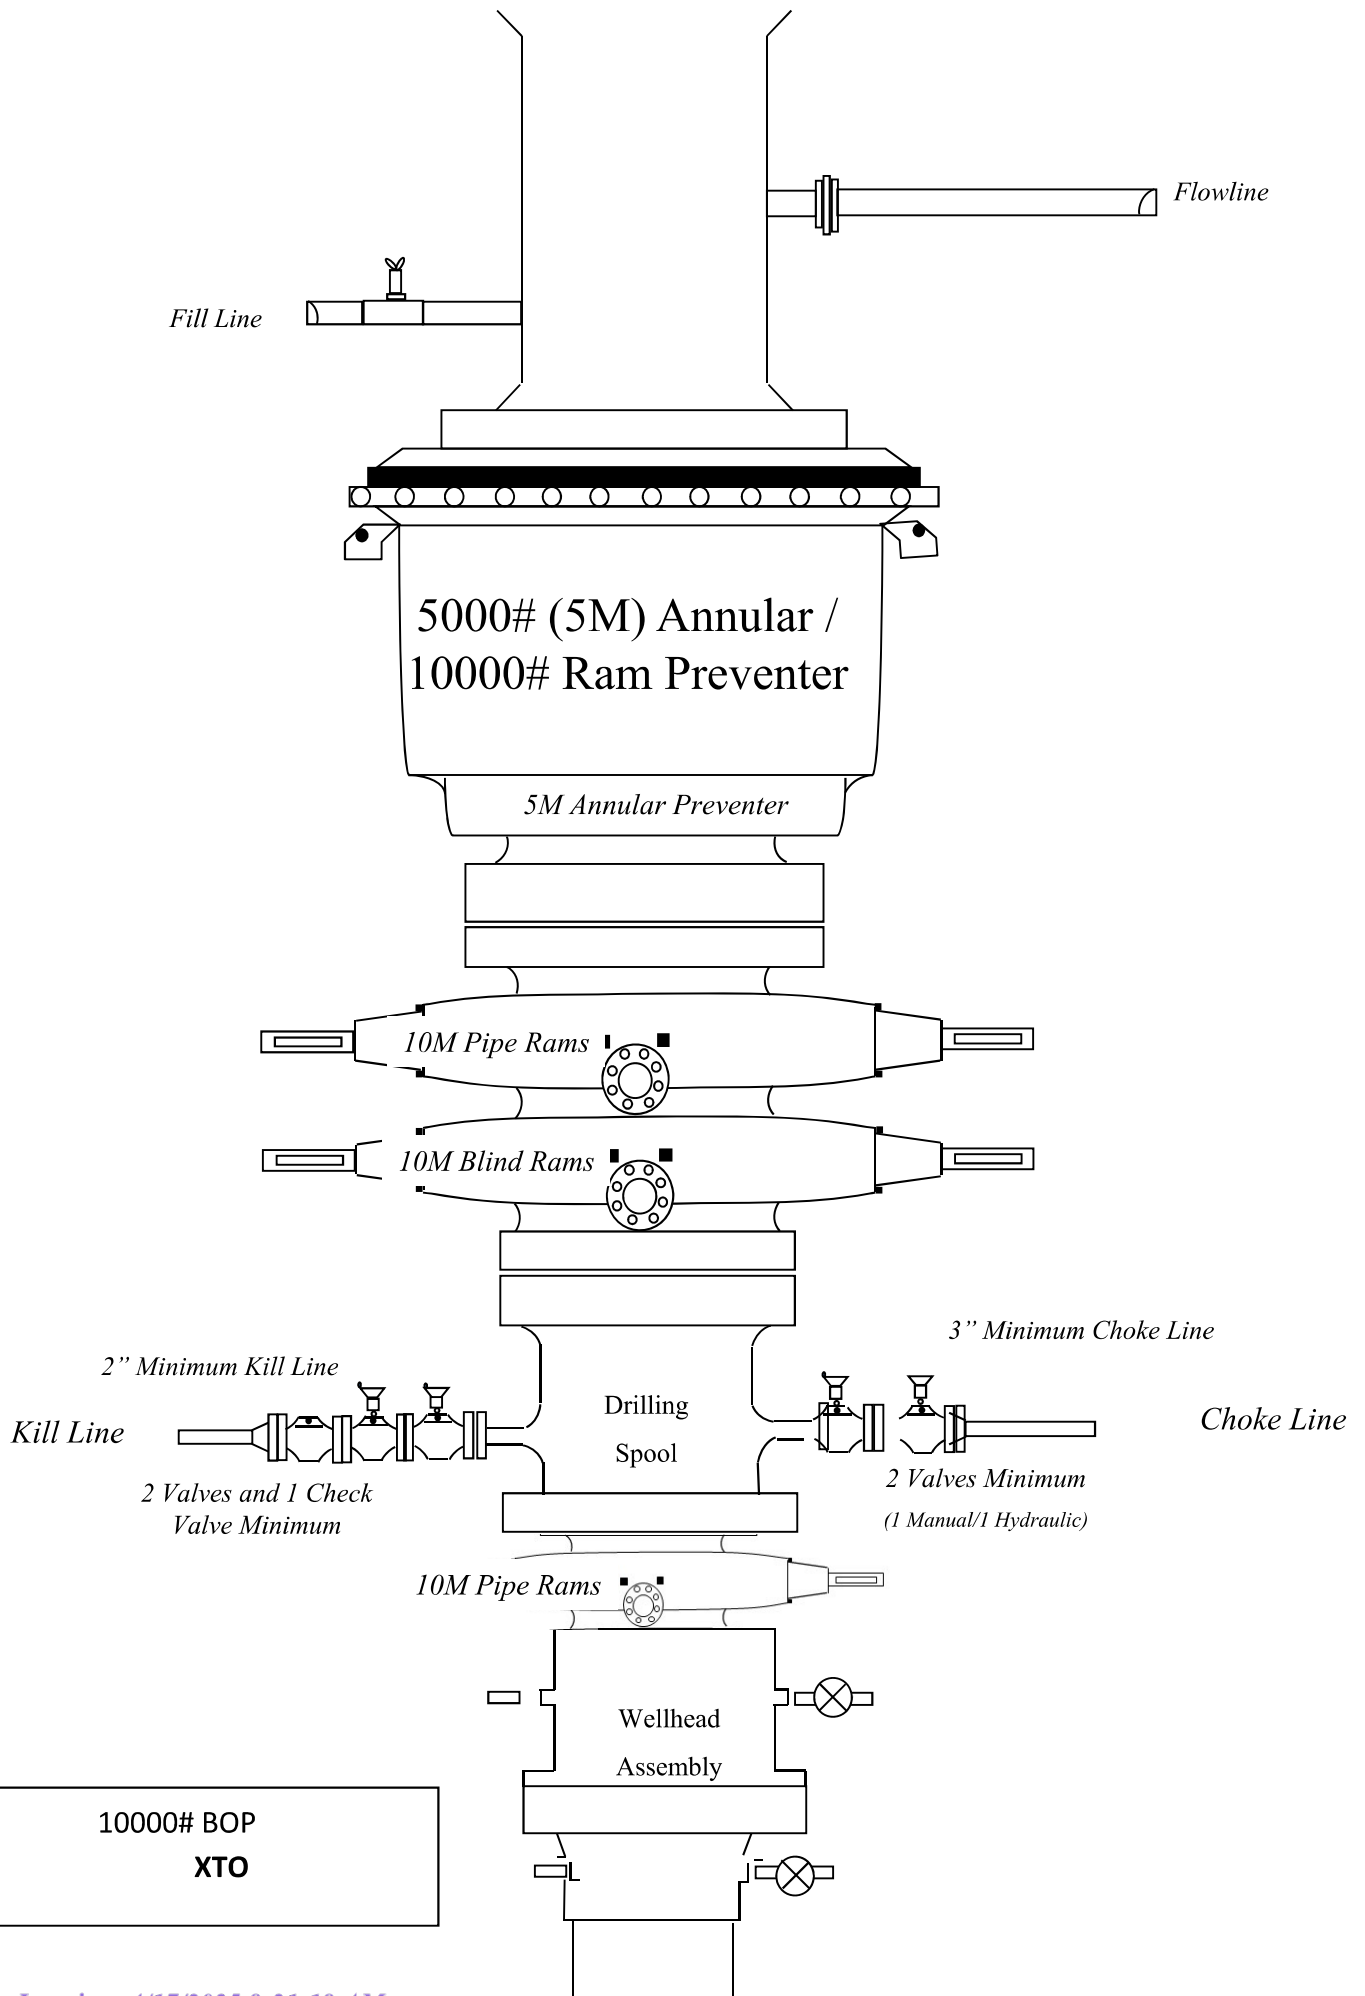 Flowline
Fill Line
5000# (5M) Annular /
10000# Ram Preventer
5M Annular Preventer
10M Pipe Rams
10M Blind Rams
3” Minimum Choke Line
2” Minimum Kill Line
Drilling
Spool
Kill Line
Choke Line
2 Valves and 1 Check
Valve Minimum
2 Valves Minimum
(1 Manual/1 Hydraulic)
10M Pipe Rams
Wellhead
Assembly
10000# BOP
XTO